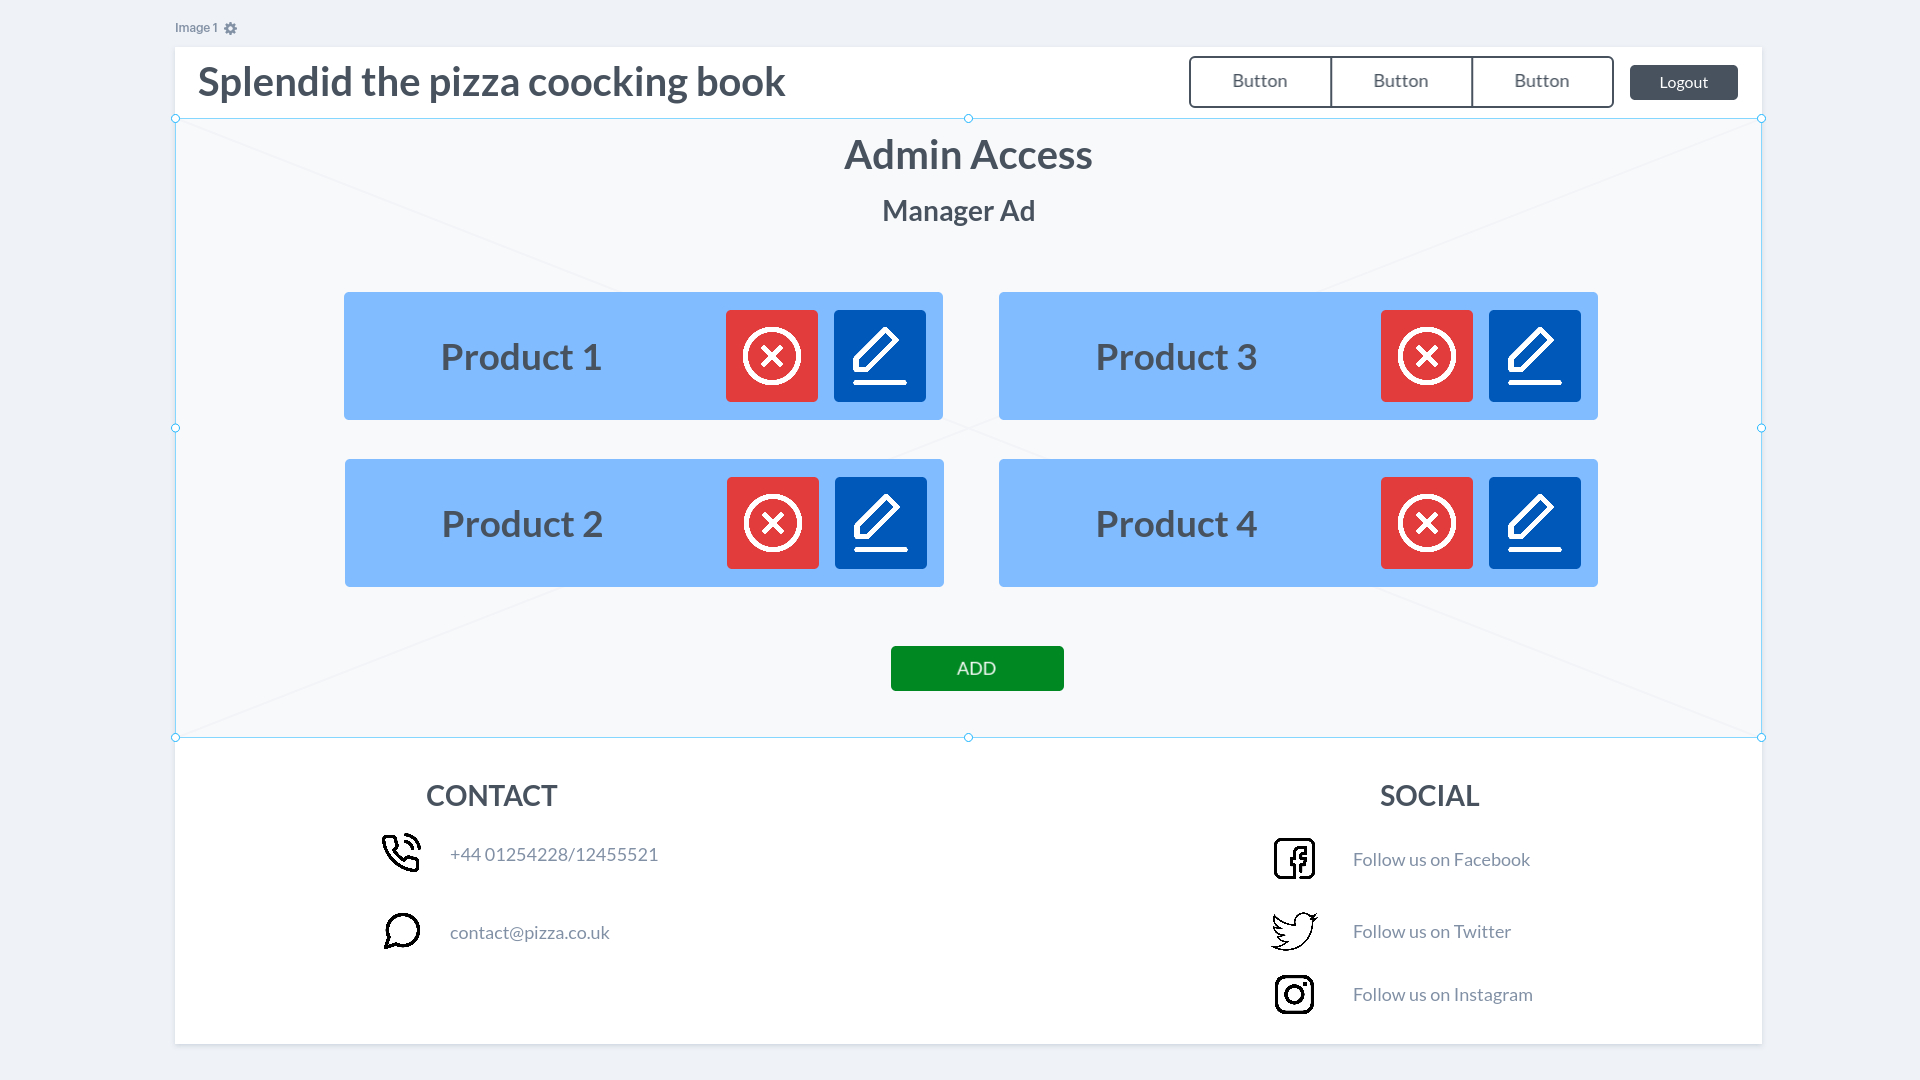 Image 1
Splendid the pizza coocking book
Button Button Button Logout
Admin Access
Manager Ad
Product 1
Product 3
Product 2
Product 4
ADD
CONTACT
+44 01254228/12455521
contact@pizza.co.uk
SOCIAL
Follow us on Facebook
Follow us on Twitter
Follow us on Instagram